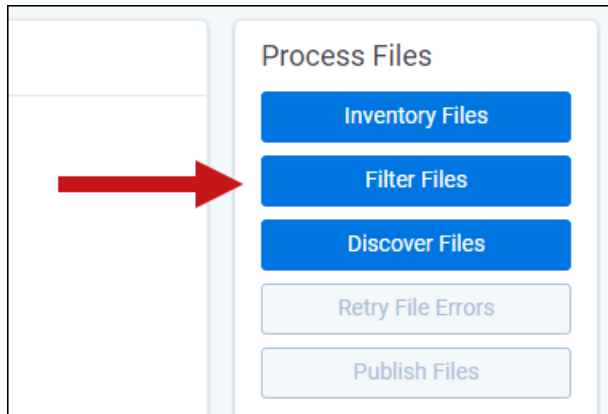 Process Files
Inventory Files
Filter Files
Discover Files
Retry File Errors
Publish Files